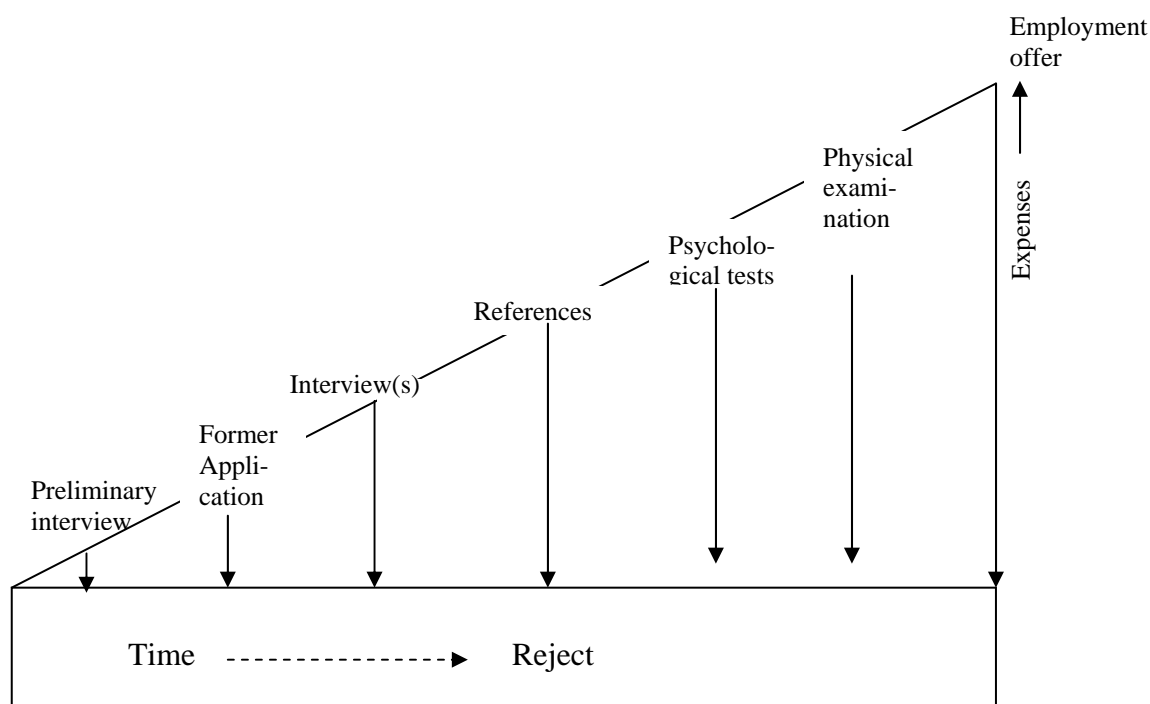 Employment
offer
Physical
exami-
nation
Expenses
Psycholo-
gical tests
References
Interview(s)
Former
Appli-
cation
Preliminary
interview
Time
Reject